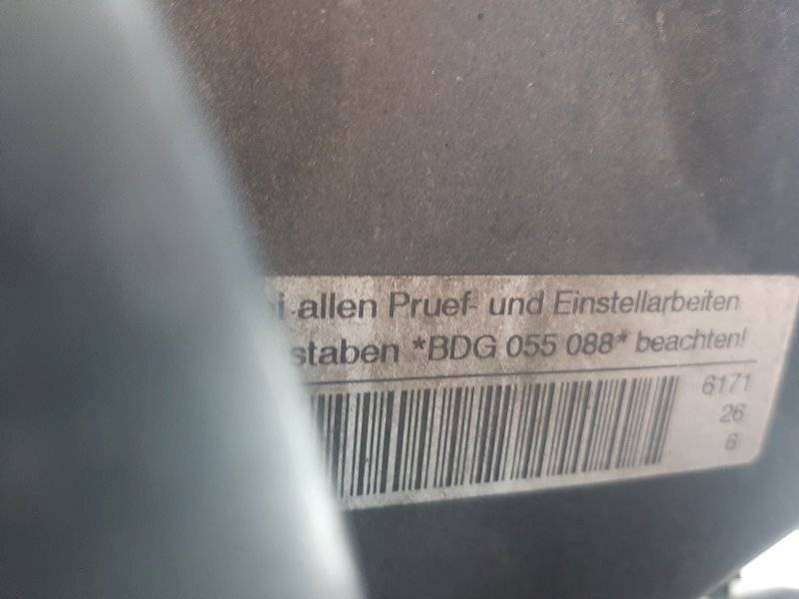 allen Pruef- und Einstellarbeiten
staben *BDG 055 088* beachten!
6171
26
6